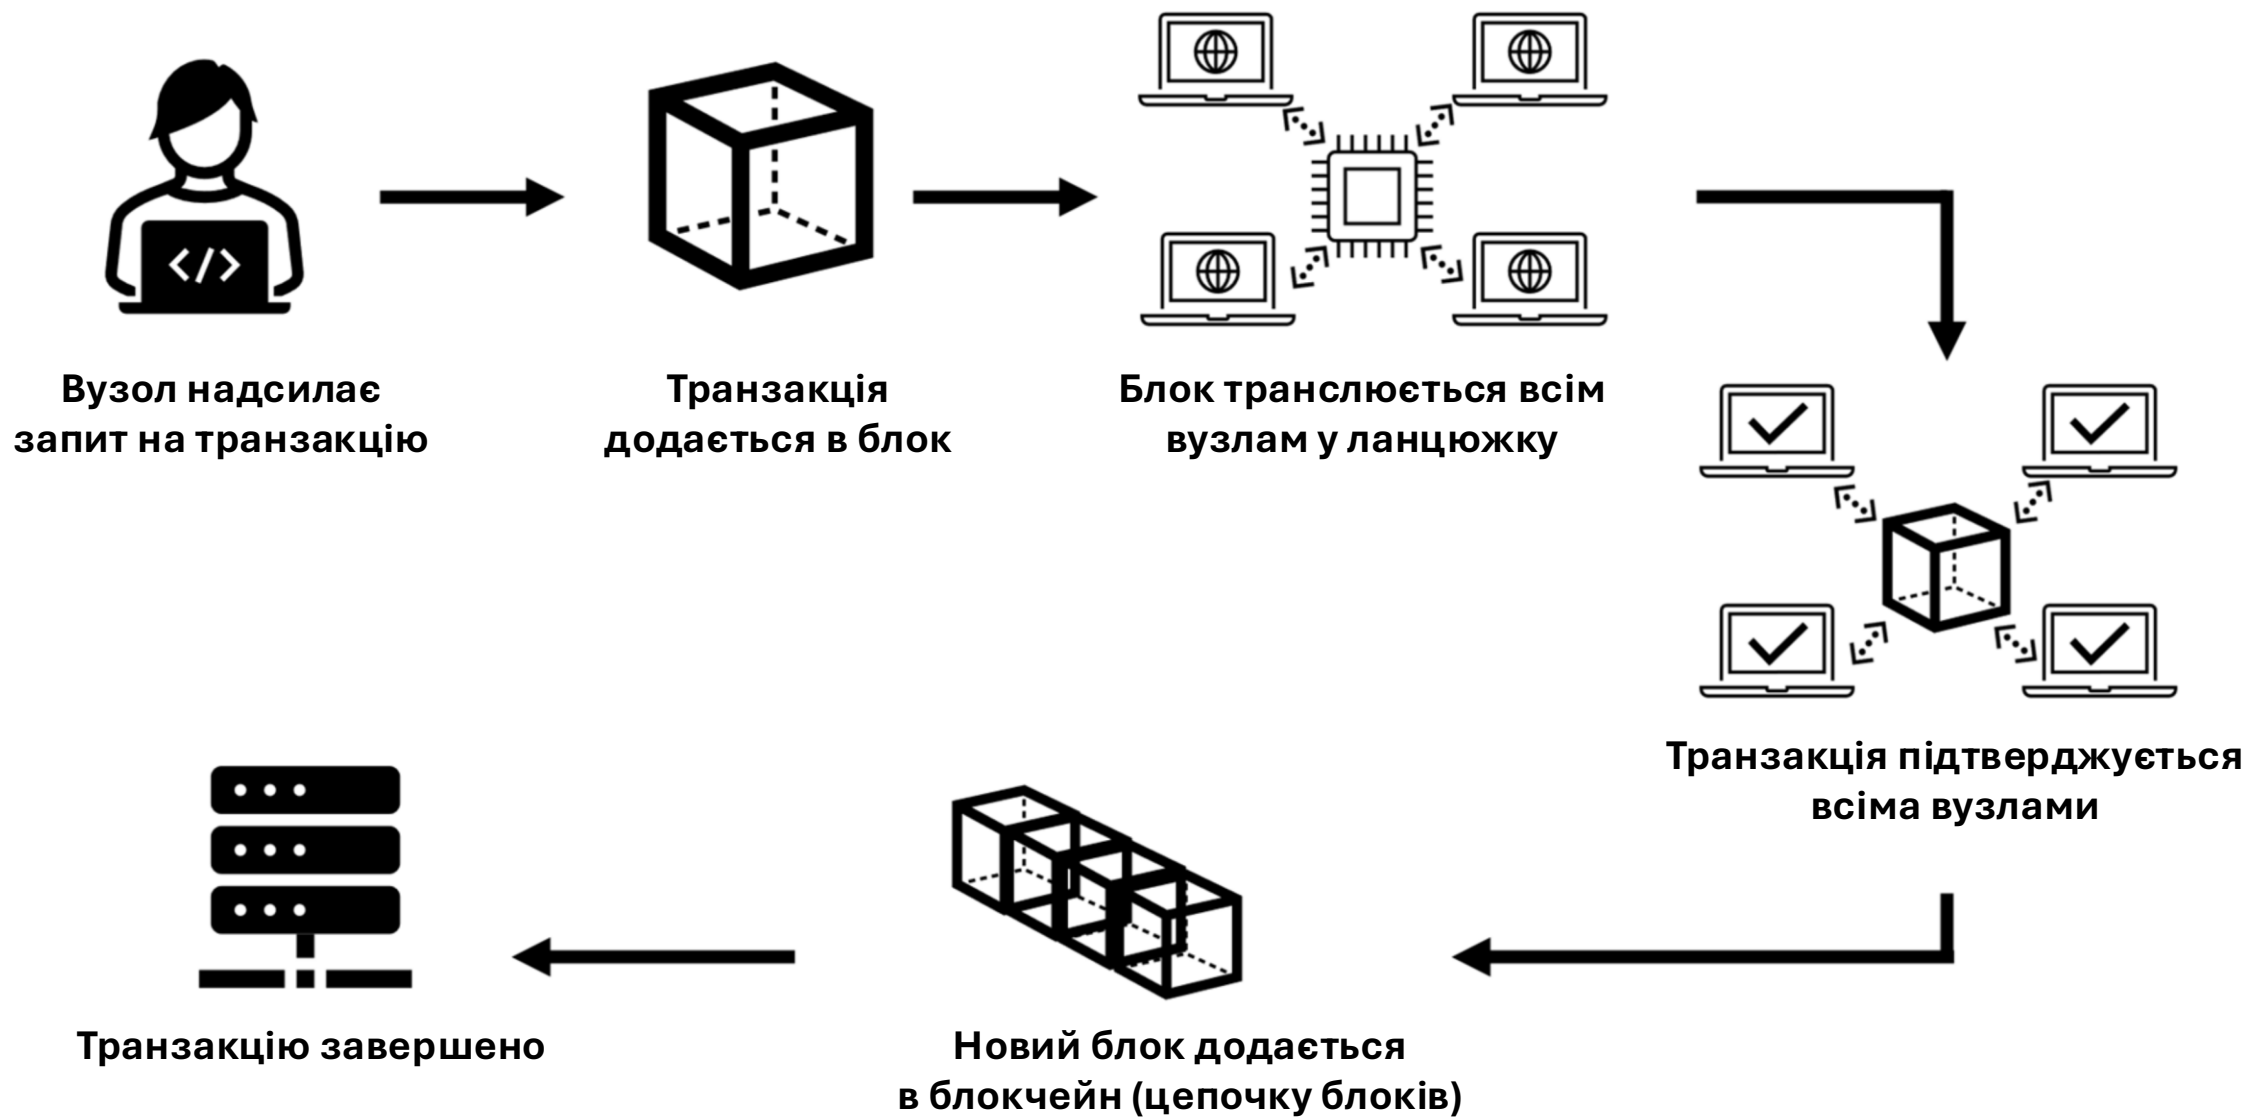 Вузол надсилає
запит на транзакцію
Транзакція
додається в блок
Блок транслюється всім
вузлам у ланцюжку
Транзакція підтверджується
всіма вузлами
Новий блок додається
в блокчейн (цепочку блоків)
Транзакцію завершено